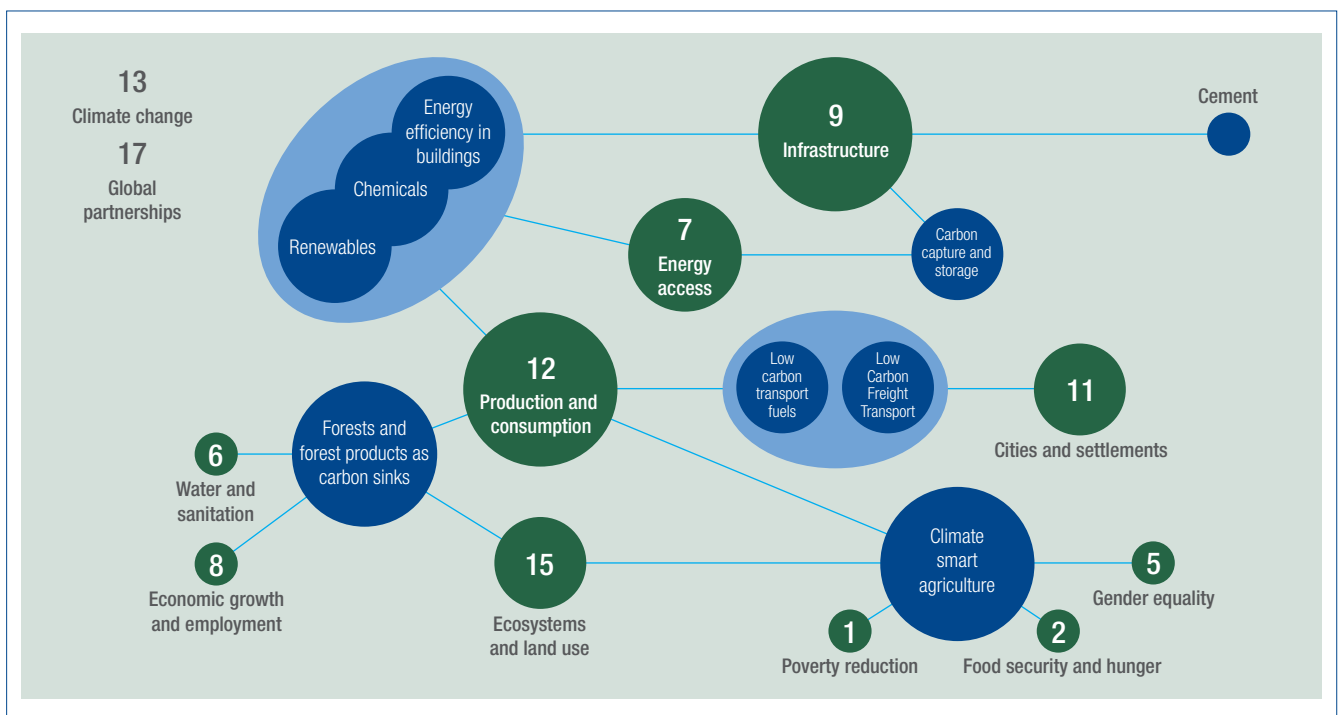 13
Climate change
17
Global
partnerships
Energy
efficiency in
buildings
Chemicals
Renewables
9
Infrastructure
Cement
7
Energy
access
Carbon
capture and
storage
12
Production and
consumption
Low
carbon
transport
fuels
Low
Carbon
Freight
Transport
11
Cities and settlements
Forests and
forest products as
carbon sinks
6
Water and
sanitation
8
Economic growth
and employment
15
Ecosystems
and land use
Climate
smart
agriculture
5
Gender equality
1
Poverty reduction
2
Food security and hunger